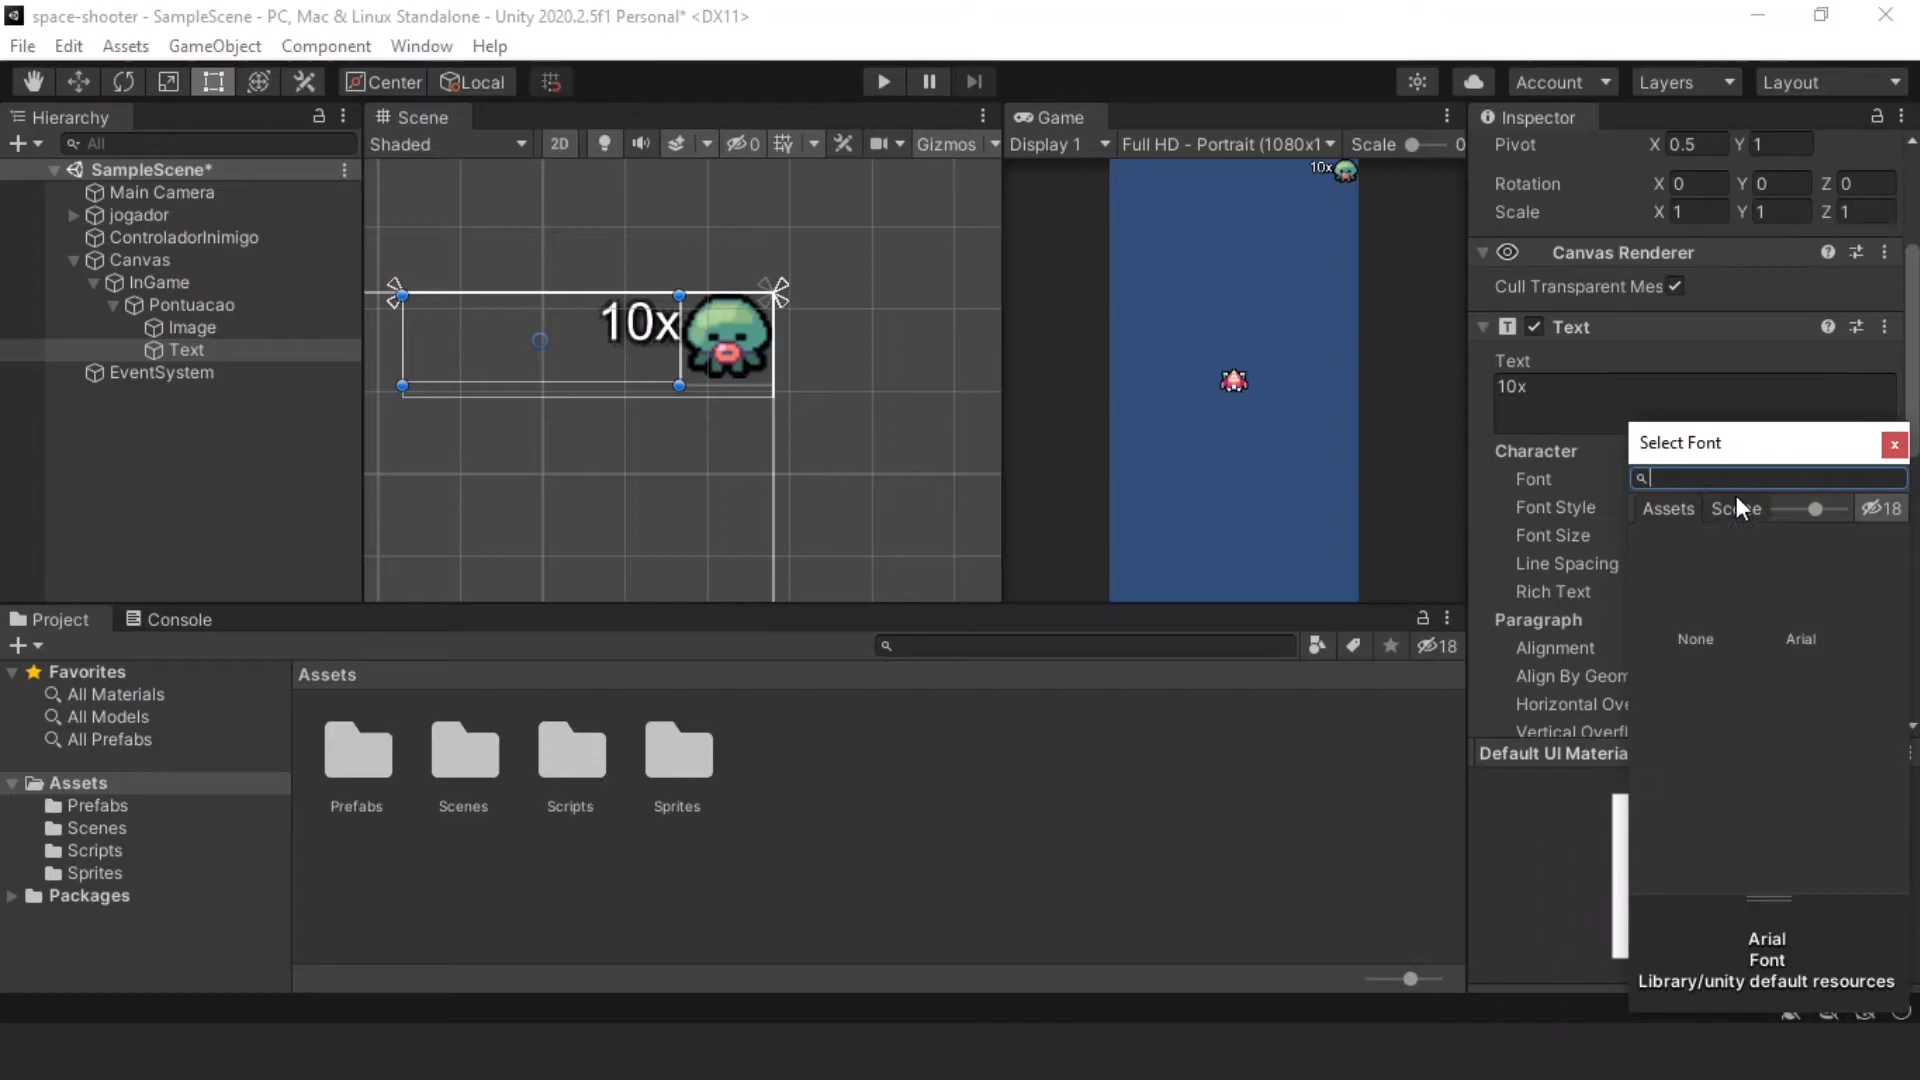 space-shooter - SampleScene - PC, Mac & Linux Standalone - Unity 2020.2.5f1 Personal* <DX11>
File Edit Assets GameObject Component Window Help
Center Local Account Layers Layout
Hierarchy
All
SampleScene*
Main Camera
jogador
ControladorInimigo
Canvas
InGame
Pontuacao
Image
Text
EventSystem
Scene
Shaded 2D 0 Gizmos
10x
Game
Display 1 Full HD - Portrait (1080x1 Scale 0
10x
Inspector
Pivot X 0.5 Y 1
Rotation X 0 Y 0 Z 0
Scale X 1 Y 1 Z 1
Canvas Renderer
Cull Transparent Mes
T Text
Text
10x
Character
Font
Font Style
Font Size
Line Spacing
Rich Text
Paragraph
Alignment
Align By Geom
Horizontal Ove
Vertical Overfl
Default UI Materia
Select Font
x
Assets Scene 18
None Arial
Arial
Font
Library/unity default resources
Project Console
18
Favorites
All Materials
All Models
All Prefabs
Assets
Prefabs
Scenes
Scripts
Sprites
Packages
Assets
Prefabs Scenes Scripts Sprites